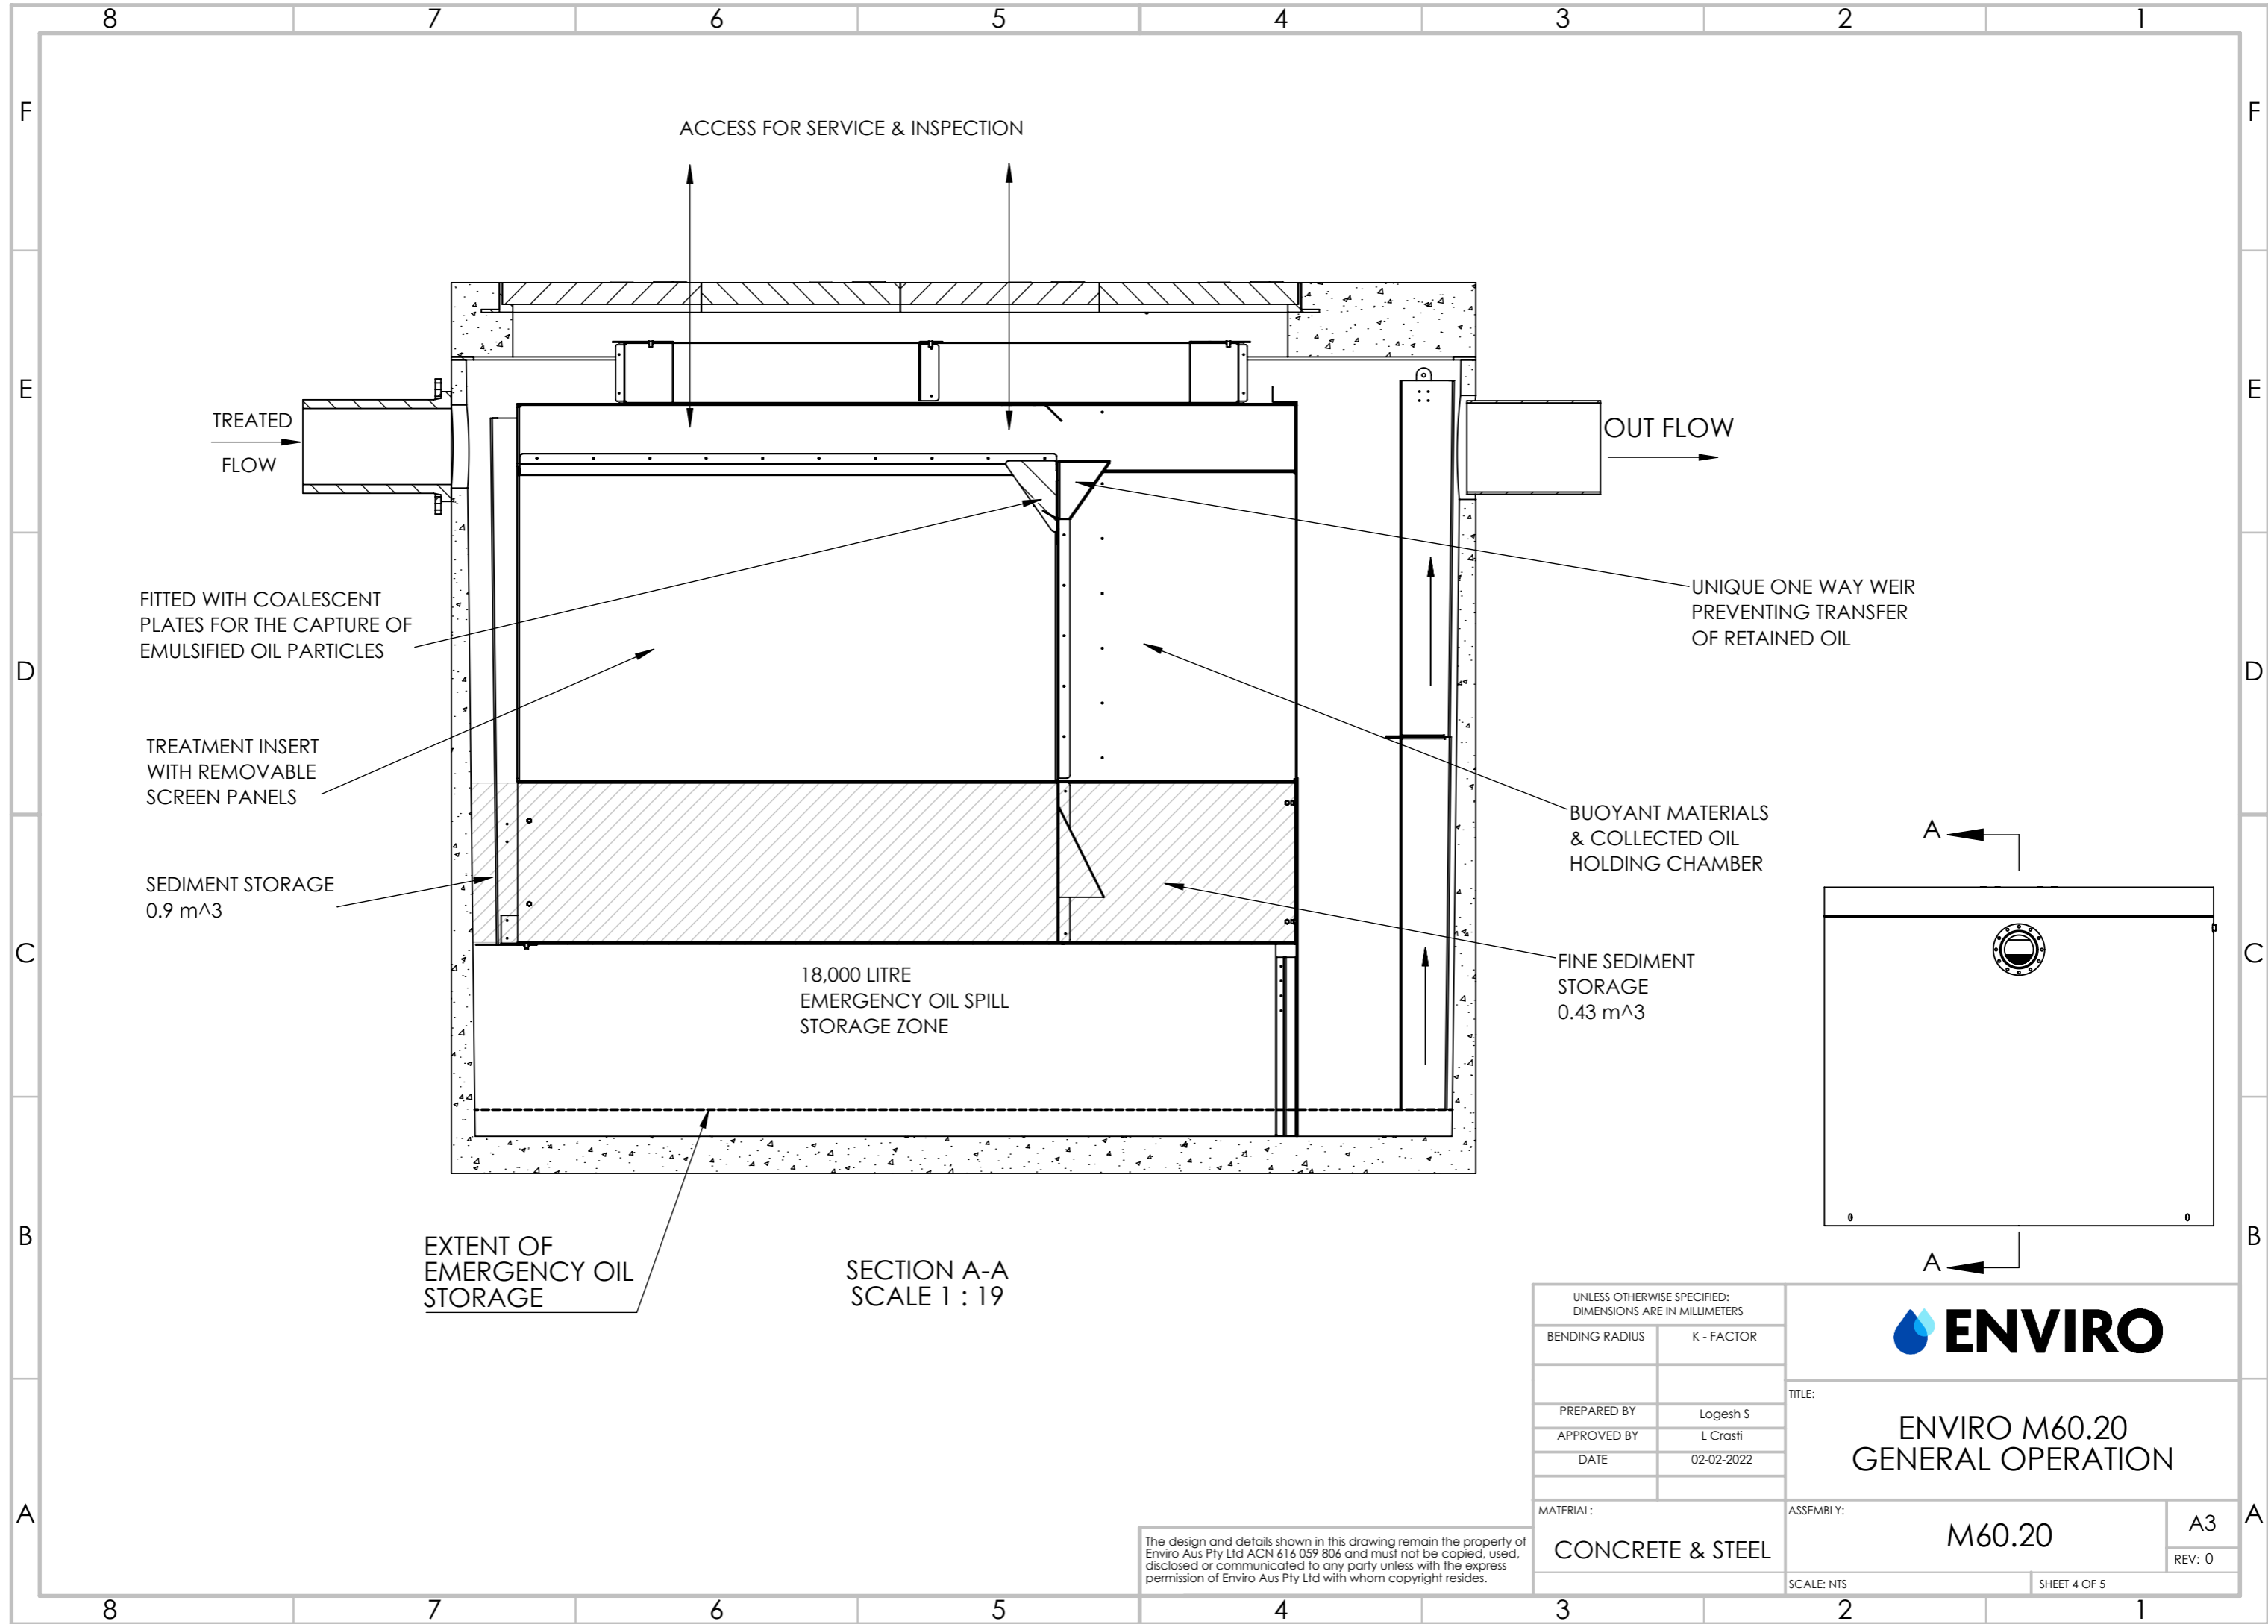 8 7 6 5 4 3 2 1
F F
ACCESS FOR SERVICE & INSPECTION
E E
TREATED
FLOW
OUT FLOW
FITTED WITH COALESCENT
PLATES FOR THE CAPTURE OF
EMULSIFIED OIL PARTICLES
UNIQUE ONE WAY WEIR
PREVENTING TRANSFER
OF RETAINED OIL
D D
TREATMENT INSERT
WITH REMOVABLE
SCREEN PANELS
BUOYANT MATERIALS
& COLLECTED OIL
HOLDING CHAMBER
A
SEDIMENT STORAGE
0.9 m^3
C C
18,000 LITRE
EMERGENCY OIL SPILL
STORAGE ZONE
FINE SEDIMENT
STORAGE
0.43 m^3
B B
EXTENT OF
EMERGENCY OIL
STORAGE
SECTION A-A
SCALE 1 : 19
A
UNLESS OTHERWISE SPECIFIED:
DIMENSIONS ARE IN MILLIMETERS
BENDING RADIUS K - FACTOR
ENVIRO
PREPARED BY Logesh S
APPROVED BY L Crasti
DATE 02-02-2022
TITLE:
ENVIRO M60.20
GENERAL OPERATION
A A
MATERIAL:
CONCRETE & STEEL
ASSEMBLY:
M60.20
A3
REV: 0
SCALE: NTS
SHEET 4 OF 5
The design and details shown in this drawing remain the property of
Enviro Aus Pty Ltd ACN 616 059 806 and must not be copied, used,
disclosed or communicated to any party unless with the express
permission of Enviro Aus Pty Ltd with whom copyright resides.
8 7 6 5 4 3 2 1